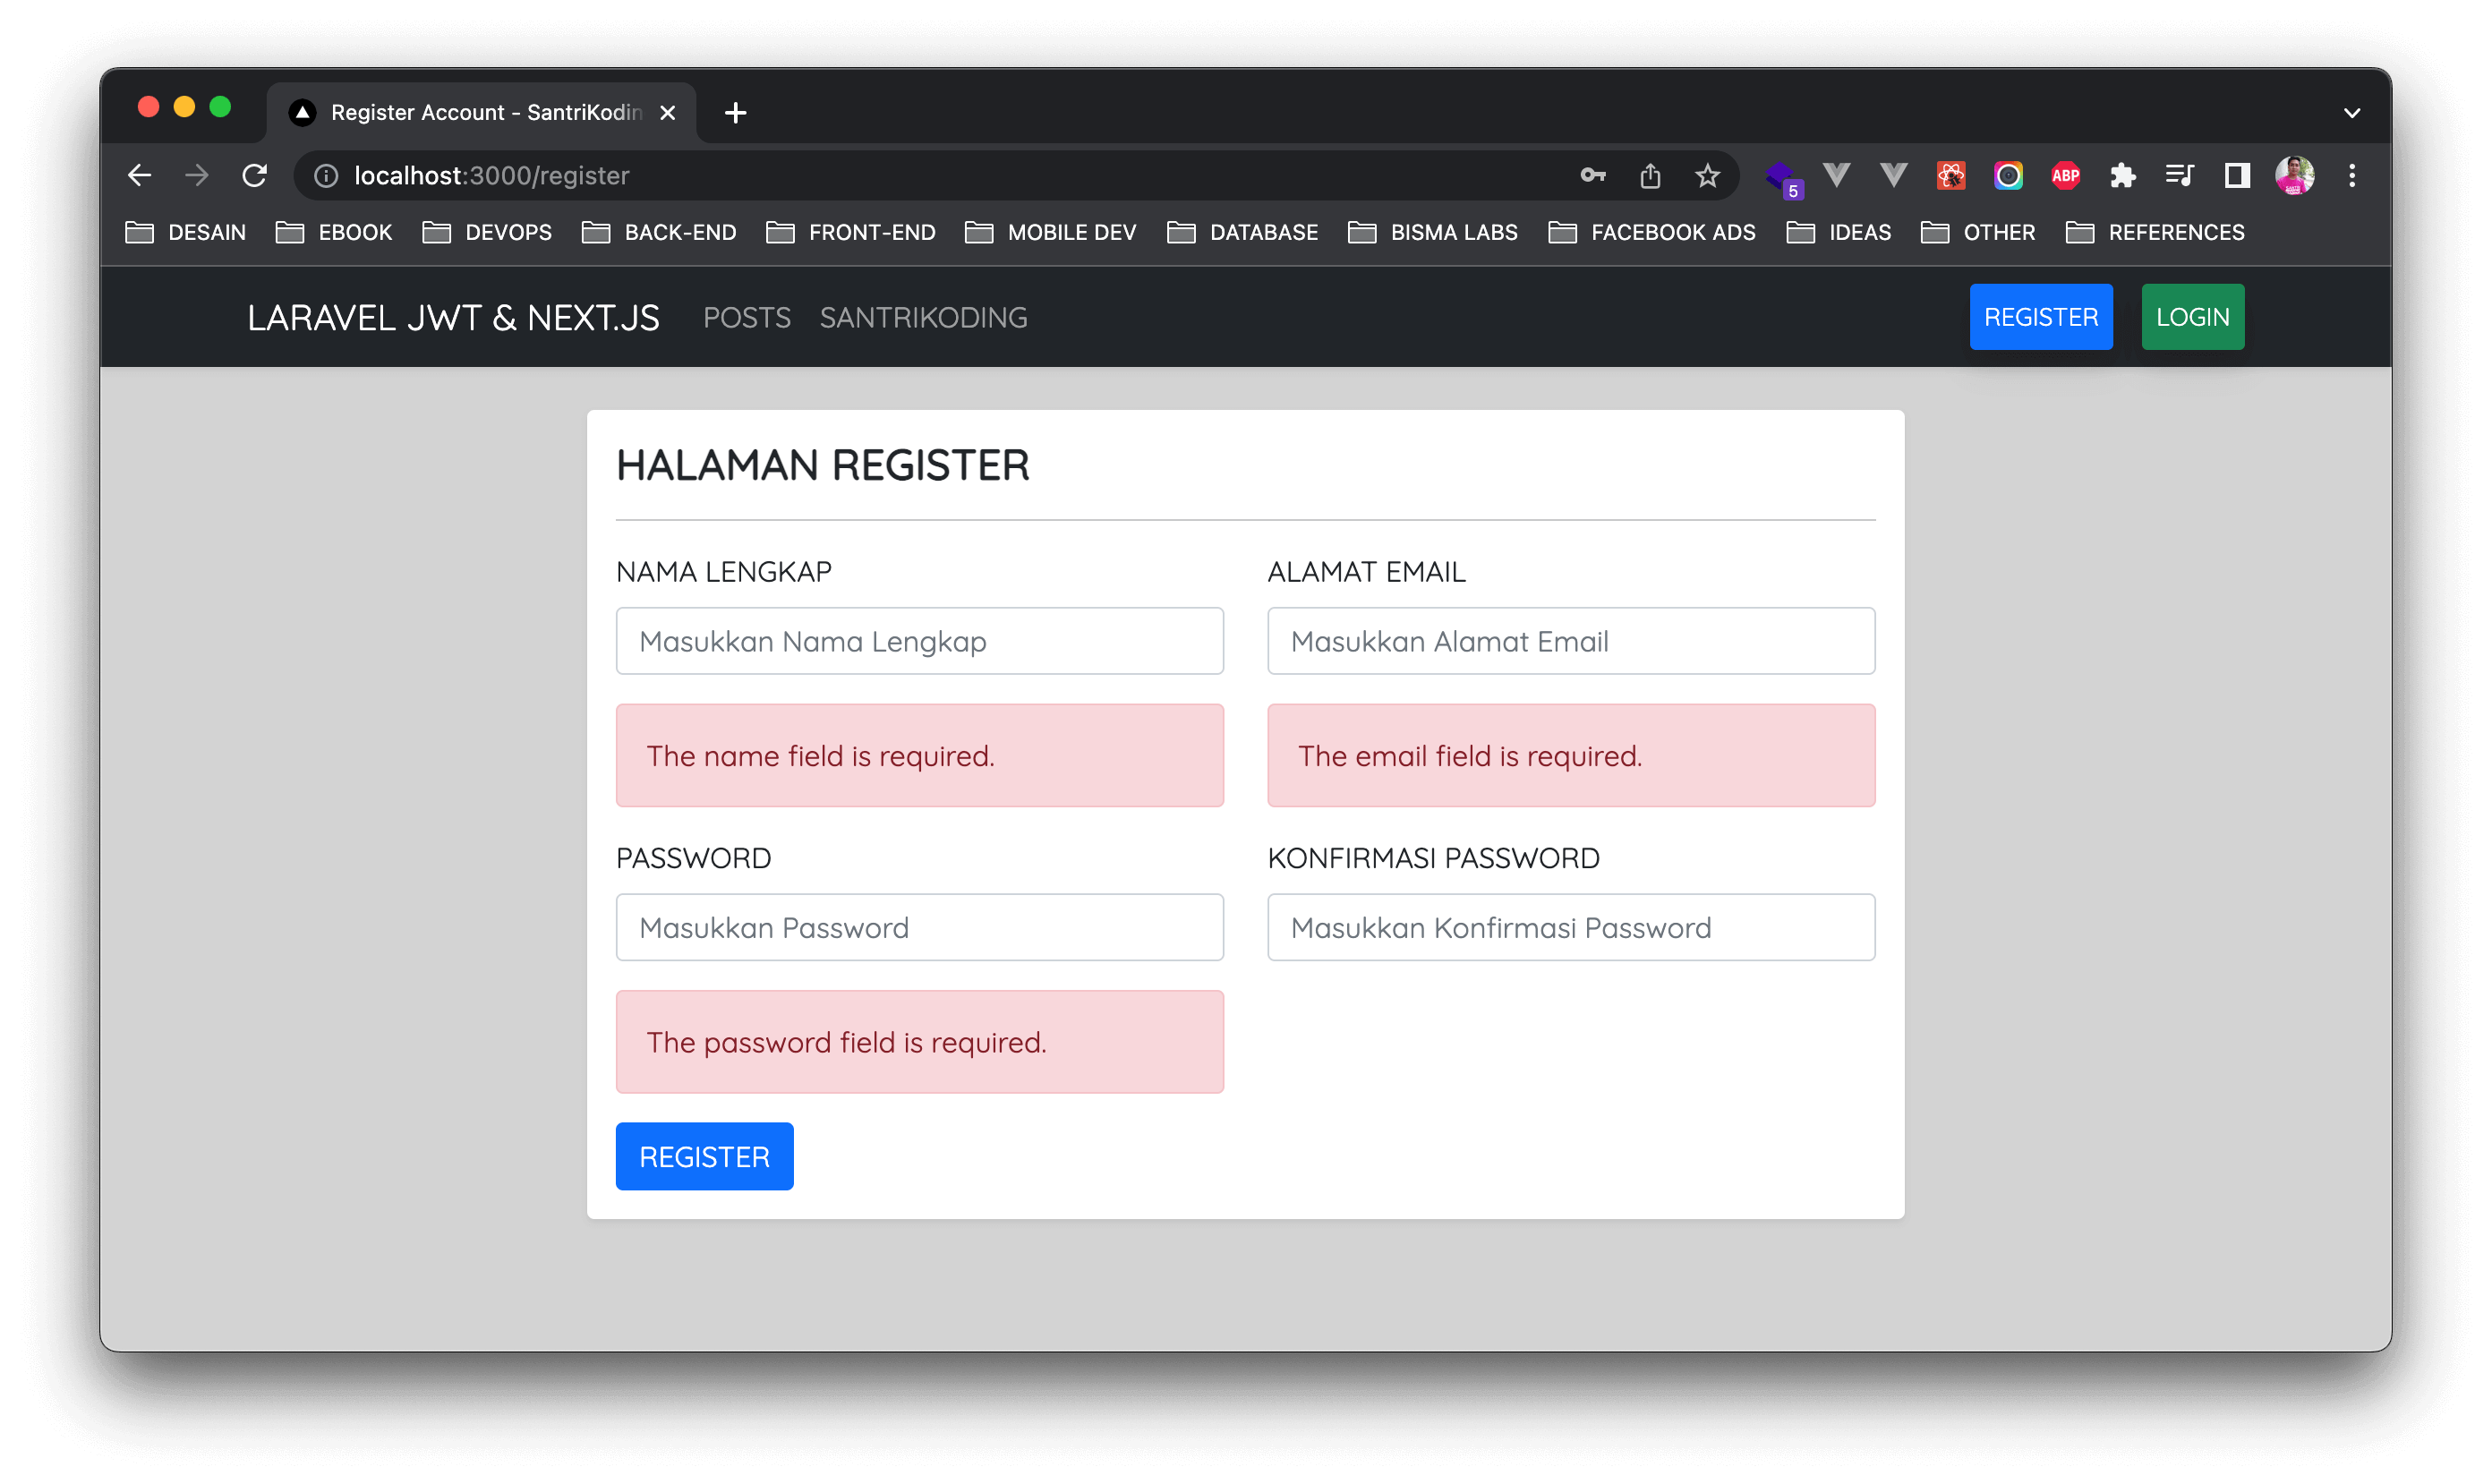 Register Account - SantriKodin
localhost:3000/register
5
ABP
DESAIN EBOOK DEVOPS BACK-END FRONT-END MOBILE DEV DATABASE BISMA LABS FACEBOOK ADS IDEAS OTHER REFERENCES
LARAVEL JWT & NEXT.JS POSTS SANTRIKODING REGISTER LOGIN
HALAMAN REGISTER
NAMA LENGKAP ALAMAT EMAIL
Masukkan Nama Lengkap Masukkan Alamat Email
The name field is required. The email field is required.
PASSWORD KONFIRMASI PASSWORD
Masukkan Password Masukkan Konfirmasi Password
The password field is required.
REGISTER